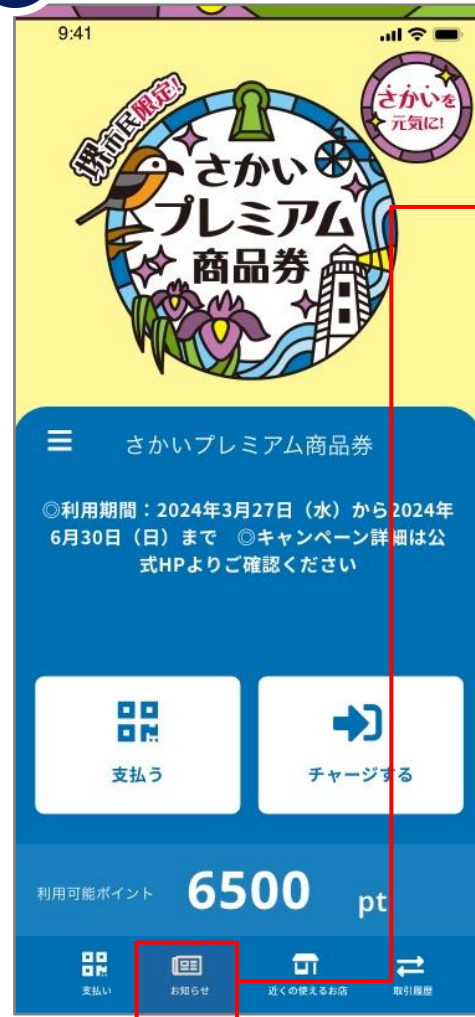 9:41
堺市民限定!
さかいを
元気に!
さかい
プレミアム
商品券
さかいプレミアム商品券
◎利用期間：2024年3月27日（水）から2024年
6月30日（日）まで　◎キャンペーン詳細は公
式HPよりご確認ください
支払う
チャージする
利用可能ポイント 6500 pt
支払い
お知らせ
近くの使えるお店
取引履歴